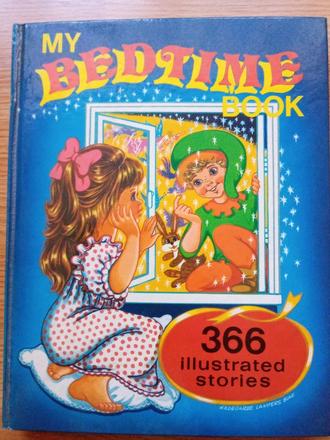 MY
BEDTIME
BOOK
366
illustrated
stories